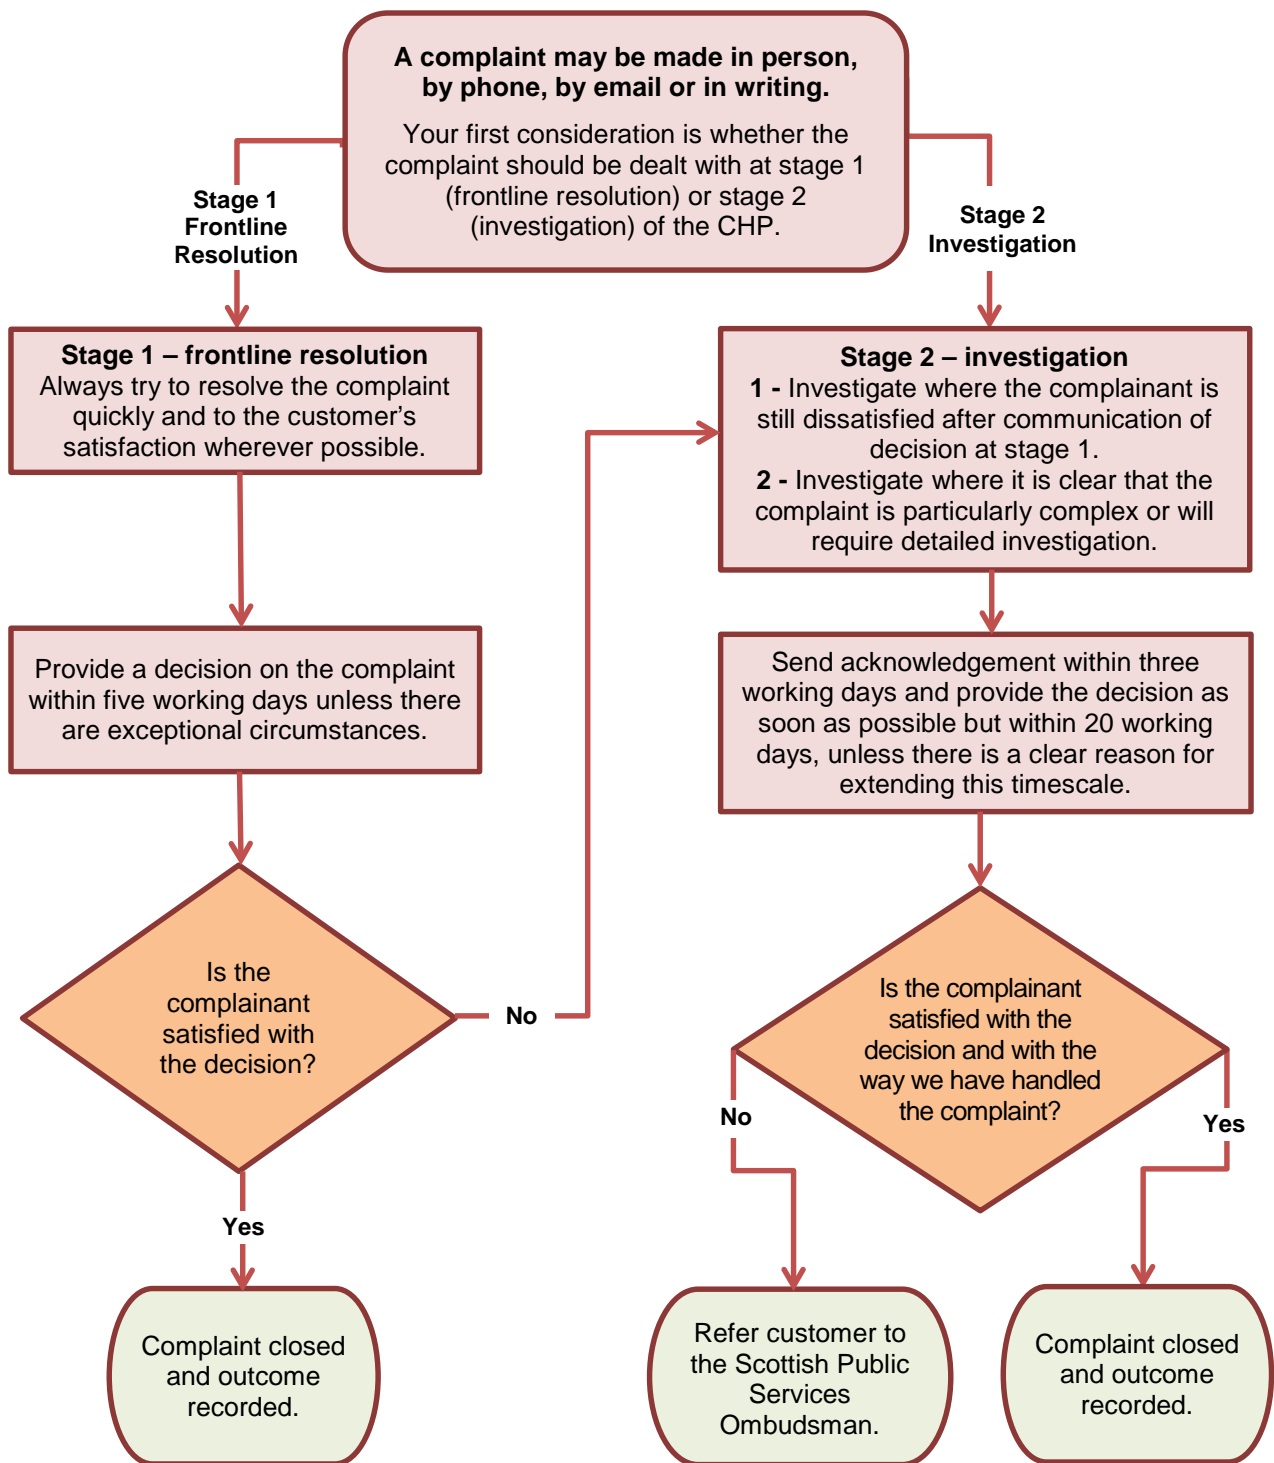 A complaint may be made in person,
by phone, by email or in writing.
Your first consideration is whether the
complaint should be dealt with at stage 1
(frontline resolution) or stage 2
(investigation) of the CHP.
Stage 1
Frontline
Resolution
Stage 2
Investigation
Stage 1 – frontline resolution
Always try to resolve the complaint
quickly and to the customer’s
satisfaction wherever possible.
Stage 2 – investigation
1 - Investigate where the complainant is
still dissatisfied after communication of
decision at stage 1.
2 - Investigate where it is clear that the
complaint is particularly complex or will
require detailed investigation.
Provide a decision on the complaint
within five working days unless there
are exceptional circumstances.
Send acknowledgement within three
working days and provide the decision as
soon as possible but within 20 working
days, unless there is a clear reason for
extending this timescale.
Is the
complainant
satisfied with
the decision?
No
Is the complainant
satisfied with the
decision and with the
way we have handled
the complaint?
No
Yes
Yes
Complaint closed
and outcome
recorded.
Refer customer to
the Scottish Public
Services
Ombudsman.
Complaint closed
and outcome
recorded.